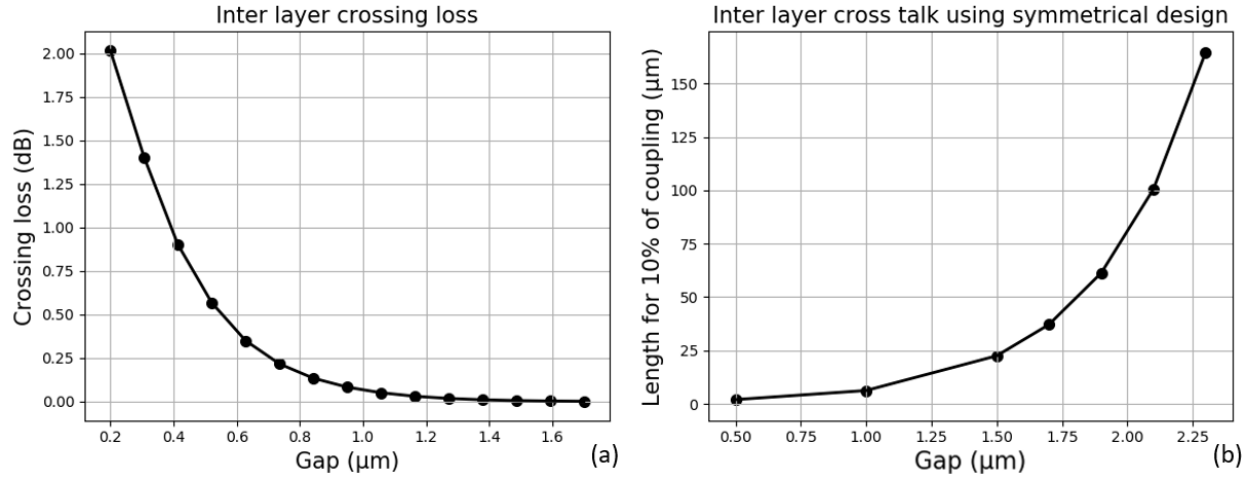 Inter layer crossing loss
Crossing loss (dB)
2.00
1.75
1.50
1.25
1.00
0.75
0.50
0.25
0.00
0.2 0.4 0.6 0.8 1.0 1.2 1.4 1.6
Gap (μm)
(a)
Inter layer cross talk using symmetrical design
Length for 10% of coupling (μm)
150
125
100
75
50
25
0
0.50 0.75 1.00 1.25 1.50 1.75 2.00 2.25
Gap (μm)
(b)